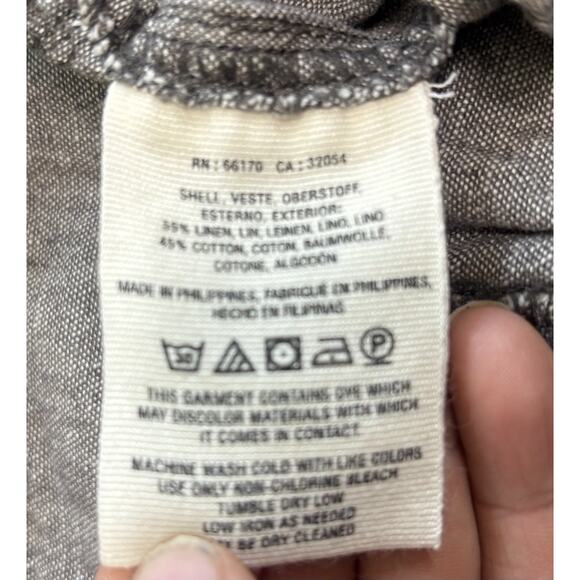 RN: 66170 CA: 32054
SHELL, VESTE, OBERSTOFF,
ESTERNO, EXTERIOR:
55% LINEN, LIN, LEINEN, LINO, LINO
45% COTTON, COTON, BAUMWOLLE,
COTONE, ALGODÓN
MADE IN PHILIPPINES, FABRIQUÉ EN PHILIPPINES,
HECHO EN FILIPINAS
30 P
THIS GARMENT CONTAINS DYE WHICH
MAY DISCOLOR MATERIALS WITH WHICH
IT COMES IN CONTACT.
MACHINE WASH COLD WITH LIKE COLORS
USE ONLY NON-CHLORINE BLEACH
TUMBLE DRY LOW
LOW IRON AS NEEDED
BE DRY CLEANED